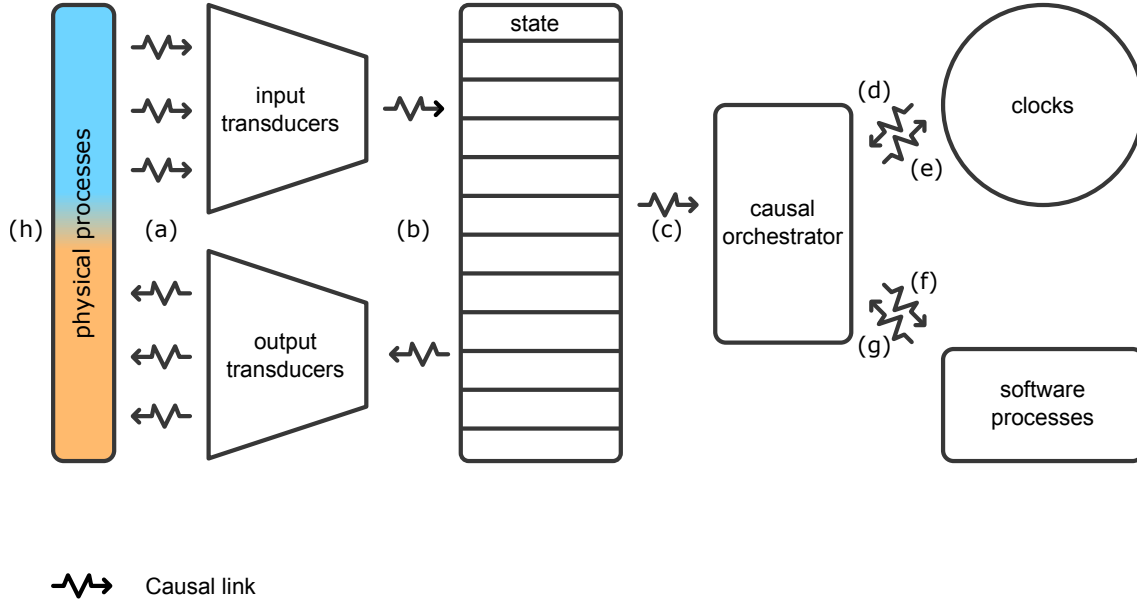 state
(d)
clocks
input
transducers
physical processes
(e)
(h)
(a)
(b)
(c)
causal
orchestrator
(f)
output
transducers
(g)
software
processes
Causal link